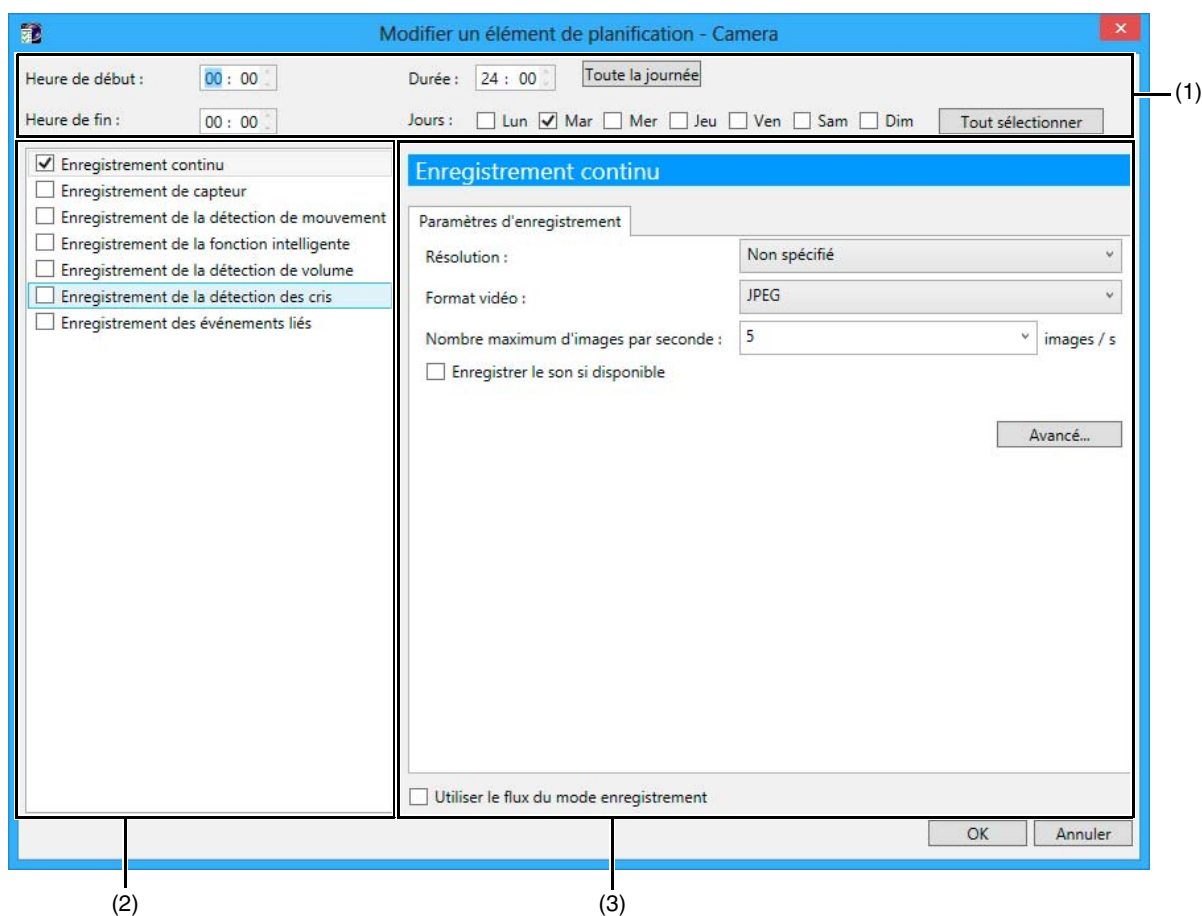 Modifier un élément de planification - Camera
Heure de début : 00 : 00 Durée : 24 : 00 Toute la journée
(1)
Heure de fin : 00 : 00 Jours : Lun Mar Mer Jeu Ven Sam Dim Tout sélectionner
Enregistrement continu
Enregistrement de capteur
Enregistrement de la détection de mouvement
Enregistrement de la fonction intelligente
Enregistrement de la détection de volume
Enregistrement de la détection des cris
Enregistrement des événements liés
Enregistrement continu
Paramètres d'enregistrement
Résolution : Non spécifié
Format vidéo : JPEG
Nombre maximum d'images par seconde : 5 images / s
Enregistrer le son si disponible
Avancé...
Utiliser le flux du mode enregistrement
OK Annuler
(2) (3)